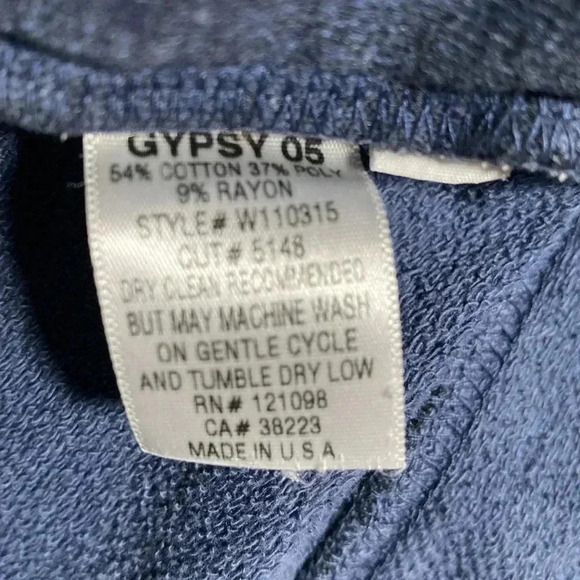 GYPSY 05
54% COTTON 37% POLY
9% RAYON
STYLE# W110315
CUT# 5148
DRY CLEAN RECOMMENDED
BUT MAY MACHINE WASH
ON GENTLE CYCLE
AND TUMBLE DRY LOW
RN# 121098
CA# 38223
MADE IN U.S.A